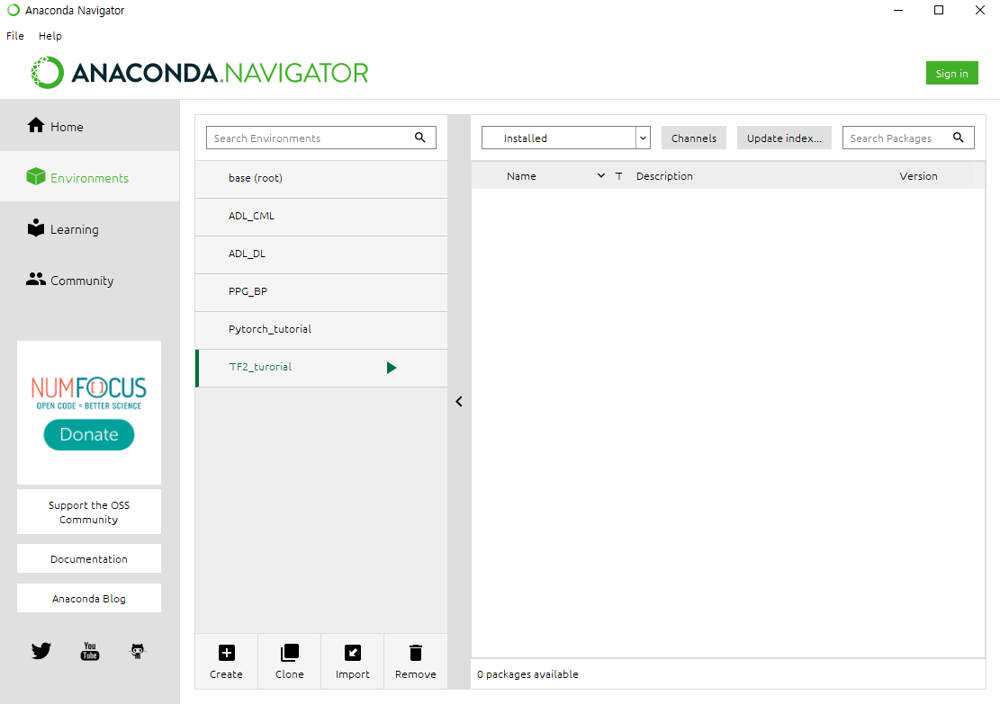 Anaconda Navigator
File Help
ANACONDA.NAVIGATOR
Sign in
Home
Environments
Learning
Community
NUMFOCUS
OPEN CODE = BETTER SCIENCE
Donate
Support the OSS
Community
Documentation
Anaconda Blog
You
Tube
Search Environments
base (root)
ADL_CML
ADL_DL
PPG_BP
Pytorch_tutorial
TF2_turorial
Create Clone Import Remove
Installed Channels Update index... Search Packages
Name T Description Version
0 packages available